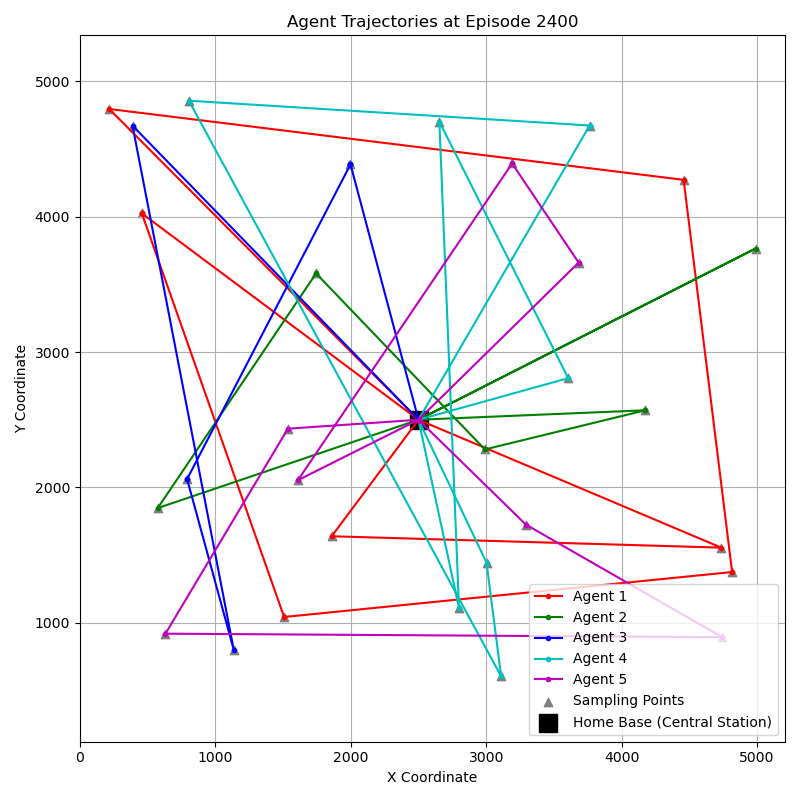 Agent Trajectories at Episode 2400
Y Coordinate
5000
4000
3000
2000
1000
0
1000
2000
3000
4000
5000
X Coordinate
Agent 1
Agent 2
Agent 3
Agent 4
Agent 5
Sampling Points
Home Base (Central Station)